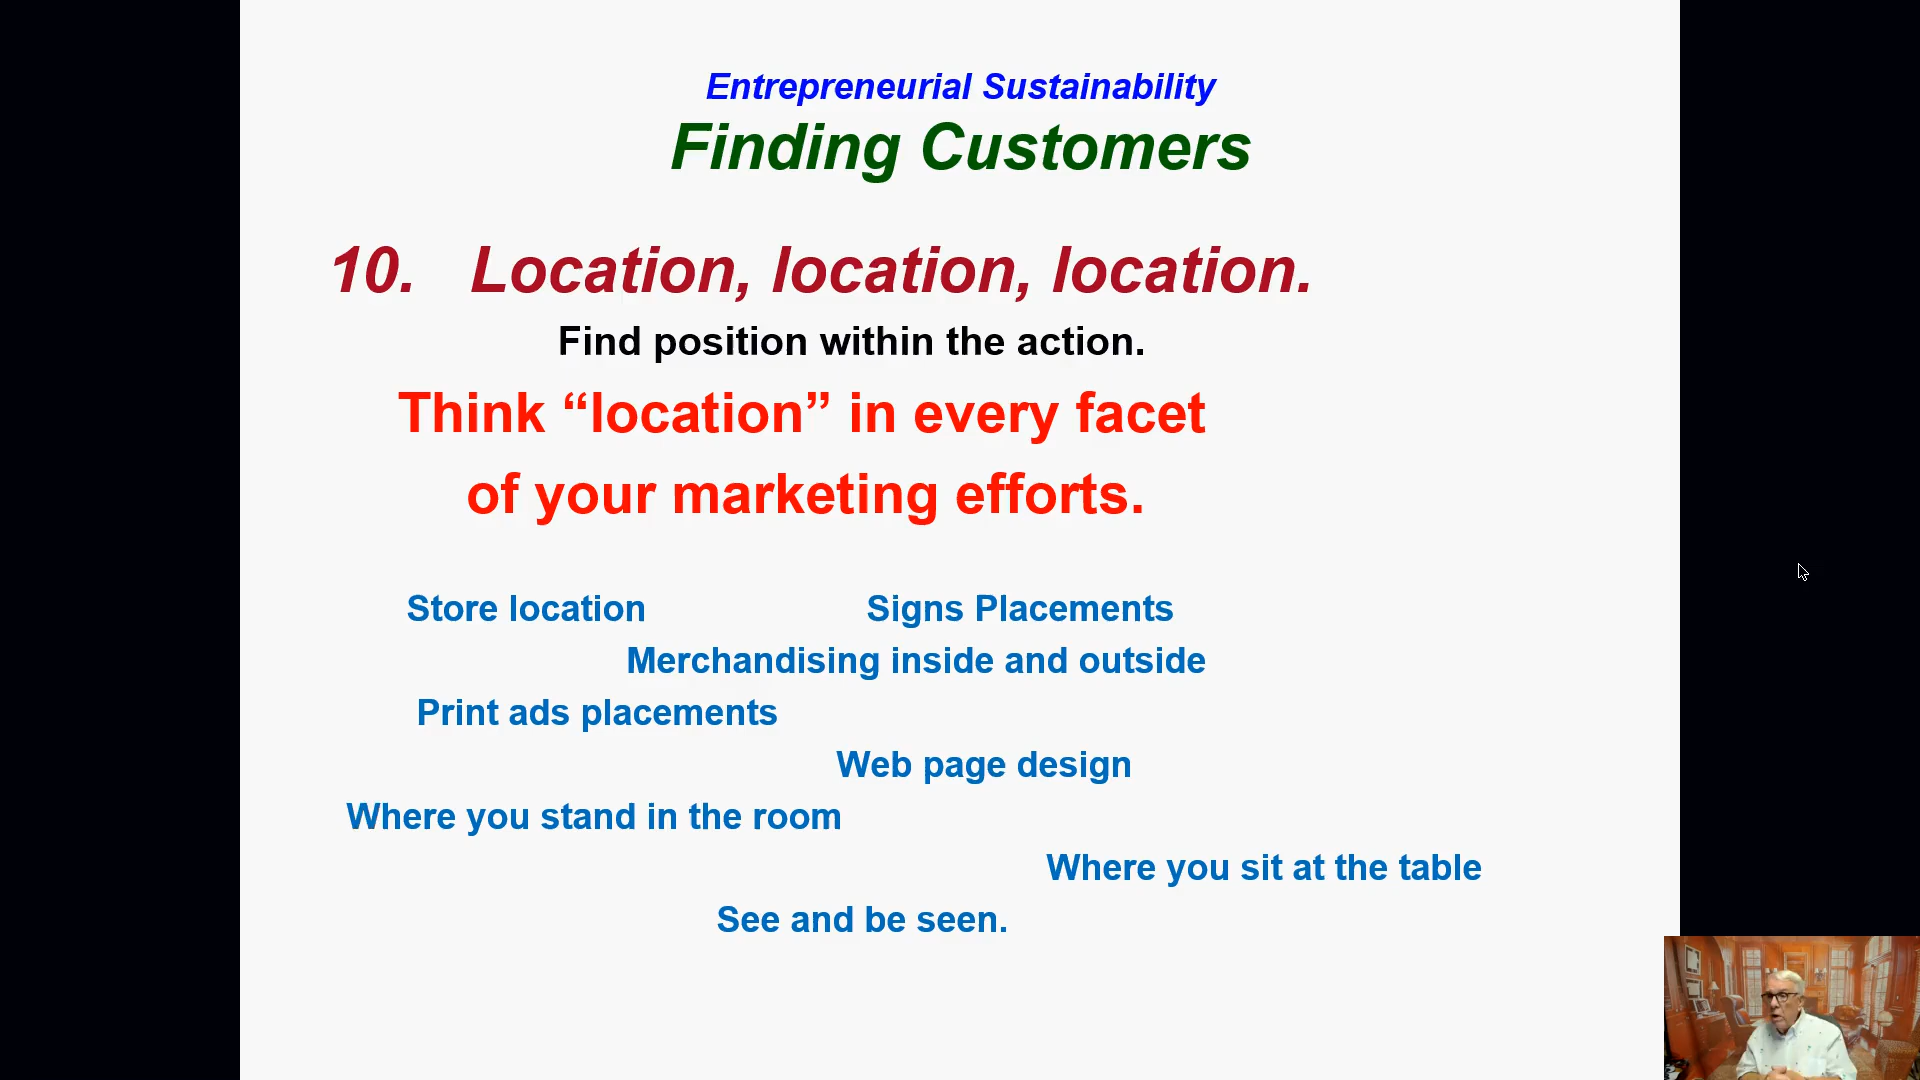 Entrepreneurial Sustainability
Finding Customers
10. Location, location, location.
Find position within the action.
Think “location” in every facet
of your marketing efforts.
Store location Signs Placements
Merchandising inside and outside
Print ads placements
Web page design
Where you stand in the room
Where you sit at the table
See and be seen.